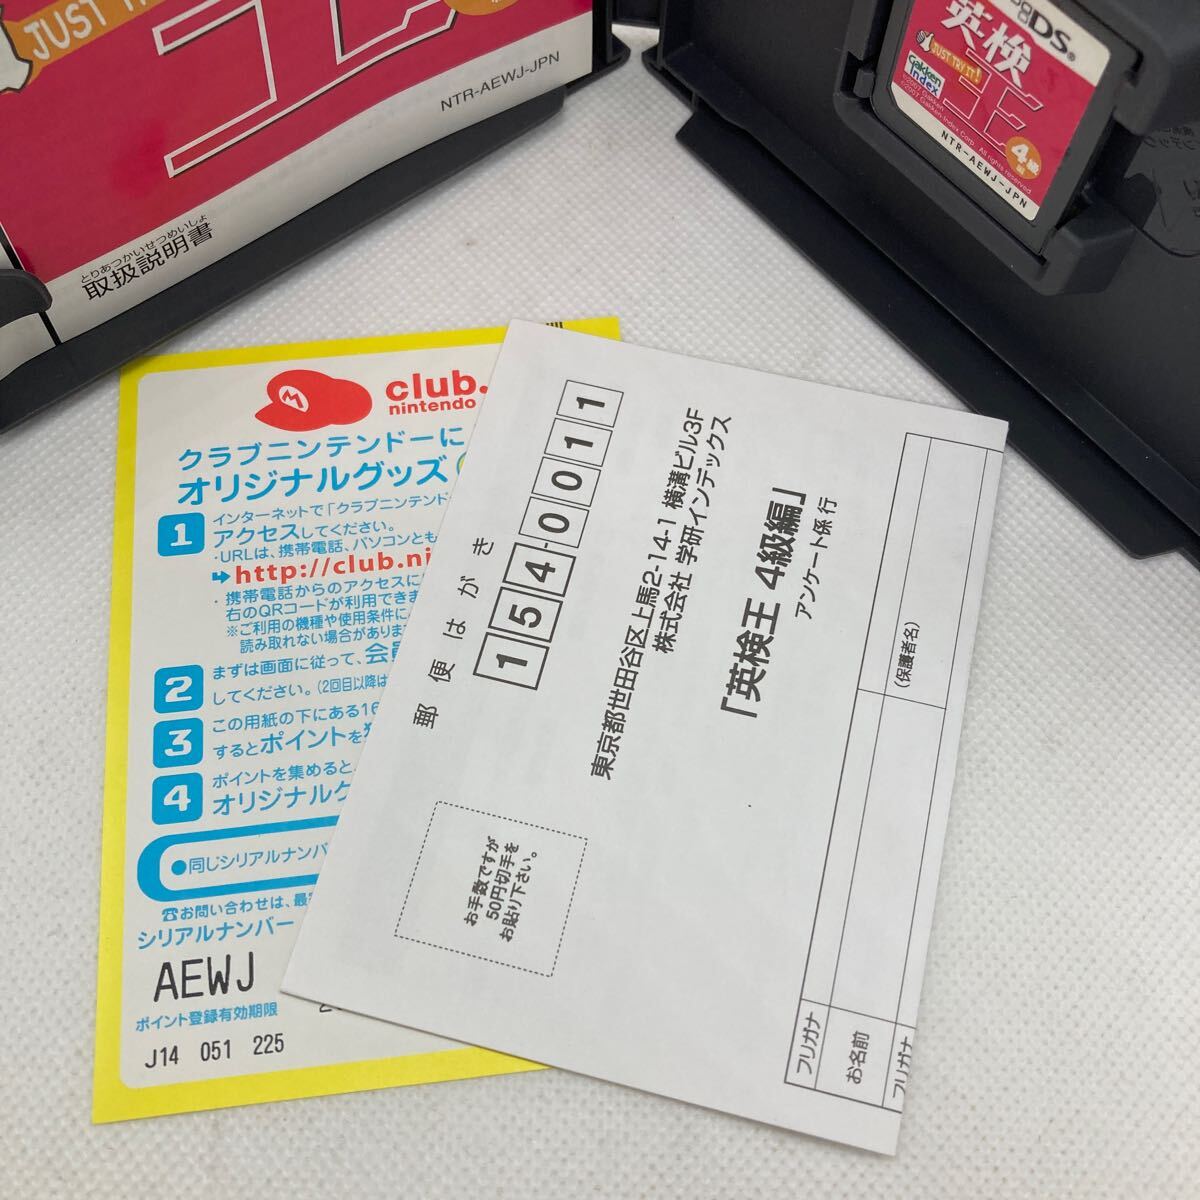 JUST T
NTR-AEWJ-JPN
とりあつかいせつめいしょ
取扱説明書
DS
英検
JUST TRY IT!
王
Gakken
Index
©2007 Gakken
©2007 Gakken Index Corp. All rights reserved
4級編
NTR-AEWJ-JPN
M
club.
nintendo
クラブニンテンドーに
オリジナルグッズ
1
インターネットで「クラブニンテンド
アクセスしてください。
・URLは、携帯電話、パソコンとも
http://club.ni
・携帯電話からのアクセスに
右のQRコードが利用できま
※ご利用の機種や使用条件に
読み取れない場合があります
2
まずは画面に従って、会員
してください。(2回目以降は
3
この用紙の下にある16
するとポイントを
4
ポイントを集めると、
オリジナルグ
●同じシリアルナンバ
☎お問い合わせは、最
シリアルナンバー
AEWJ
ポイント登録有効期限
J14 051 225
郵便はがき
154-0011
東京都世田谷区上馬2-14-1 横溝ビル3F
株式会社 学研インデックス
「英検王 4級編」
アンケート係 行
お手数ですが
50円切手を
お貼り下さい。
フリガナ
お名前
(保護者名)
フリガナ